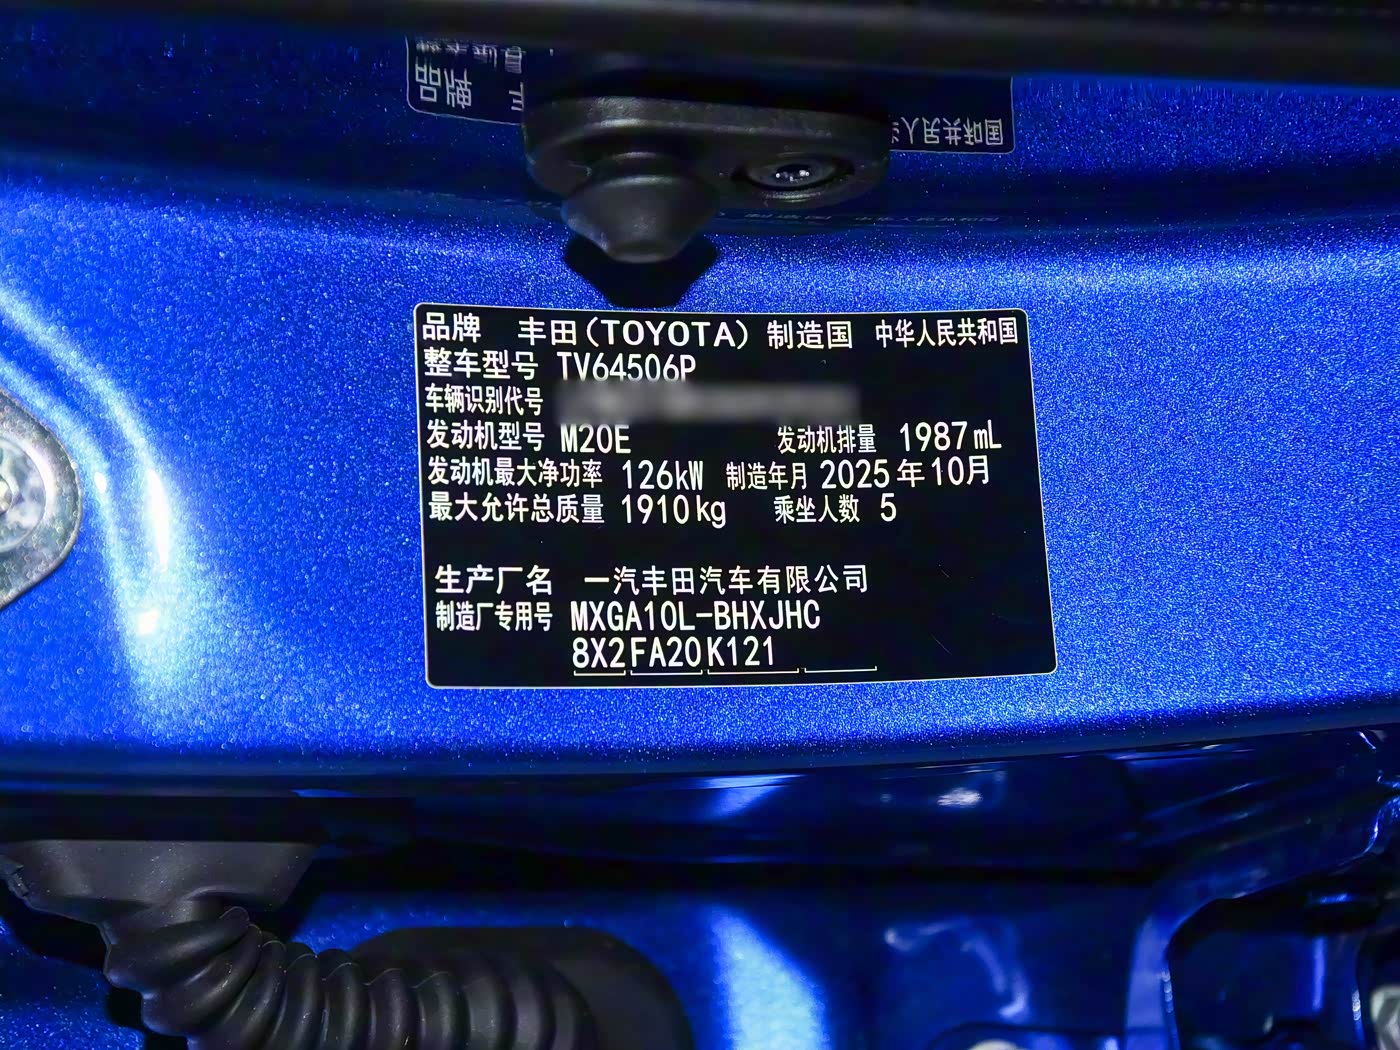 品牌 丰田(TOYOTA) 制造国 中华人民共和国
整车型号 TV64506P
车辆识别代号
发动机型号 M20E 发动机排量 1987mL
发动机最大净功率 126kW 制造年月 2025年10月
最大允许总质量 1910kg 乘坐人数 5
生产厂名 一汽丰田汽车有限公司
制造厂专用号 MXGA10L-BHXJHC
8X2 FA20 K121